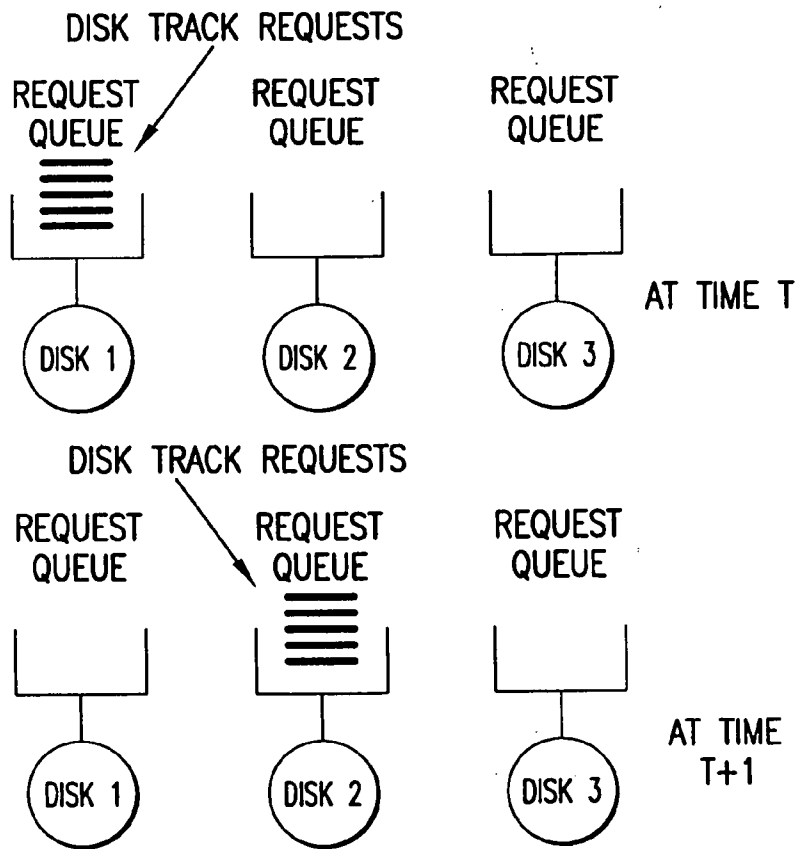 DISK TRACK REQUESTS
REQUEST QUEUE
REQUEST QUEUE
REQUEST QUEUE
AT TIME T
DISK 1
DISK 2
DISK 3
DISK TRACK REQUESTS
REQUEST QUEUE
REQUEST QUEUE
REQUEST QUEUE
AT TIME T+1
DISK 1
DISK 2
DISK 3